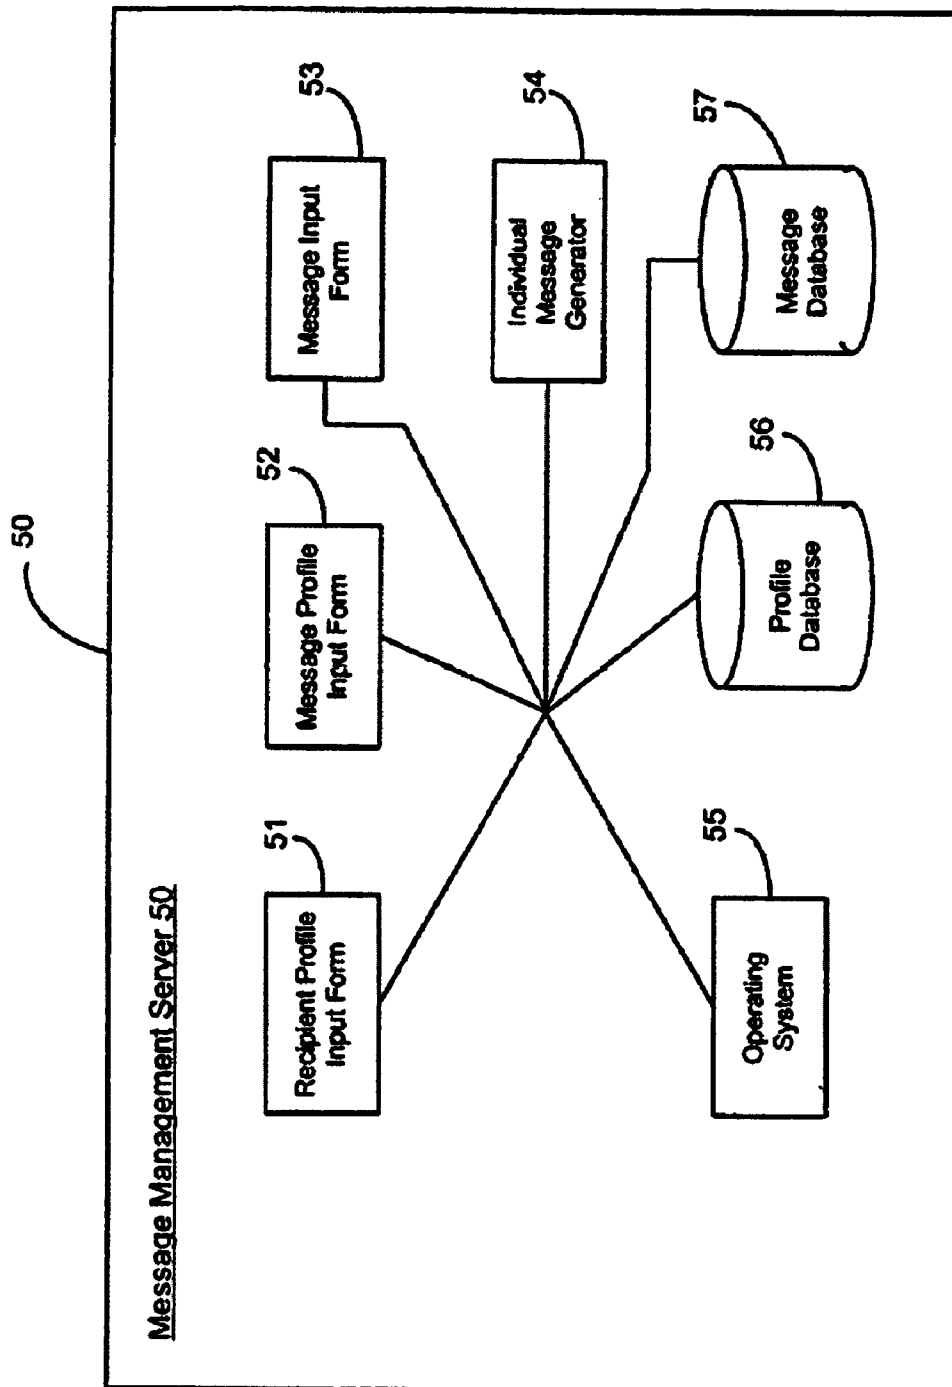 50
Message Management Server 50
51
52
53
Recipient Profile
Input Form
Message Profile
Input Form
Message Input
Form
54
Individual
Message
Generator
55
56
57
Operating
System
Profile
Database
Message
Database